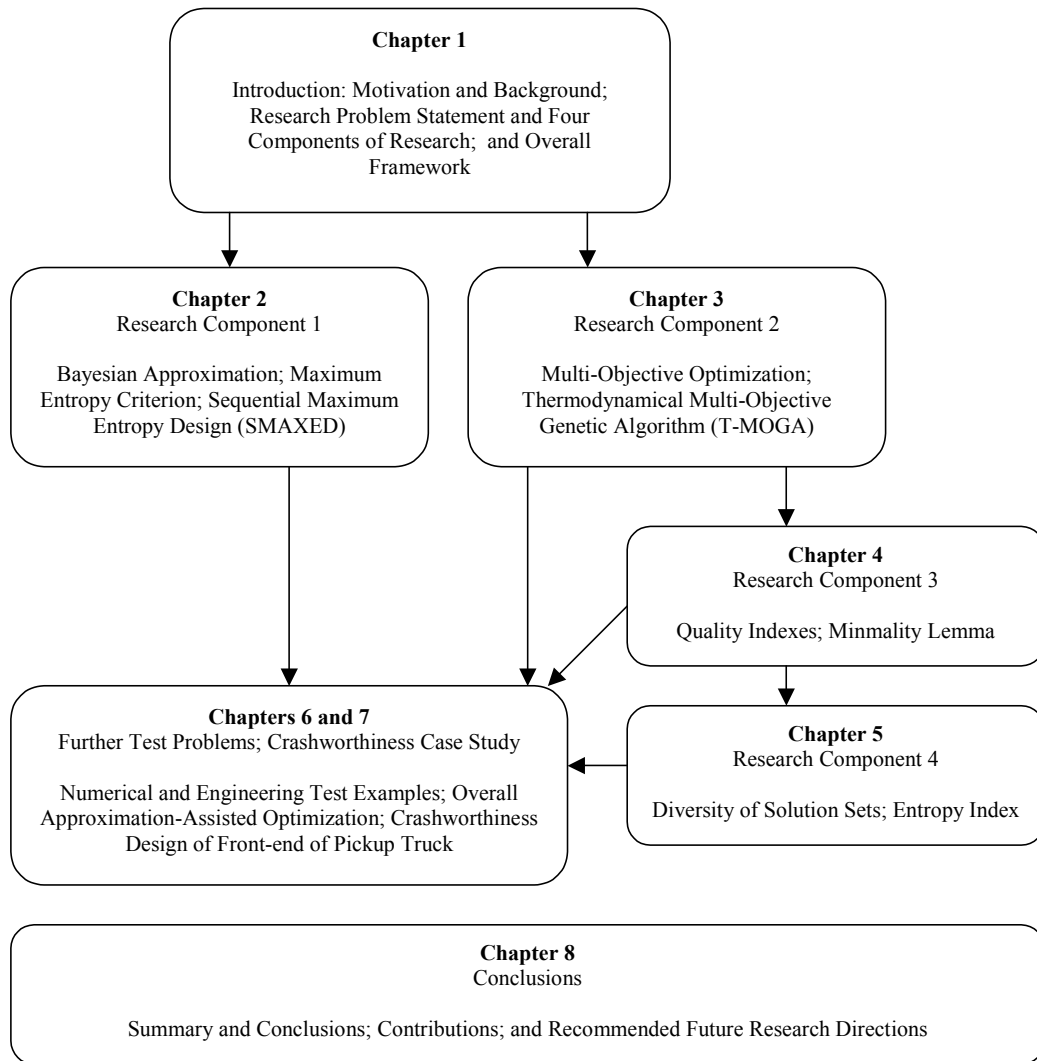 Chapter 1
Introduction: Motivation and Background;
Research Problem Statement and Four
Components of Research;  and Overall
Framework
Chapter 2
Research Component 1
Bayesian Approximation; Maximum
Entropy Criterion; Sequential Maximum
Entropy Design (SMAXED)
Chapter 3
Research Component 2
Multi-Objective Optimization;
Thermodynamical Multi-Objective
Genetic Algorithm (T-MOGA)
Chapter 4
Research Component 3
Quality Indexes; Minmality Lemma
Chapter 5
Research Component 4
Diversity of Solution Sets; Entropy Index
Chapters 6 and 7
Further Test Problems; Crashworthiness Case Study
Numerical and Engineering Test Examples; Overall
Approximation-Assisted Optimization; Crashworthiness
Design of Front-end of Pickup Truck
Chapter 8
Conclusions
Summary and Conclusions; Contributions; and Recommended Future Research Directions